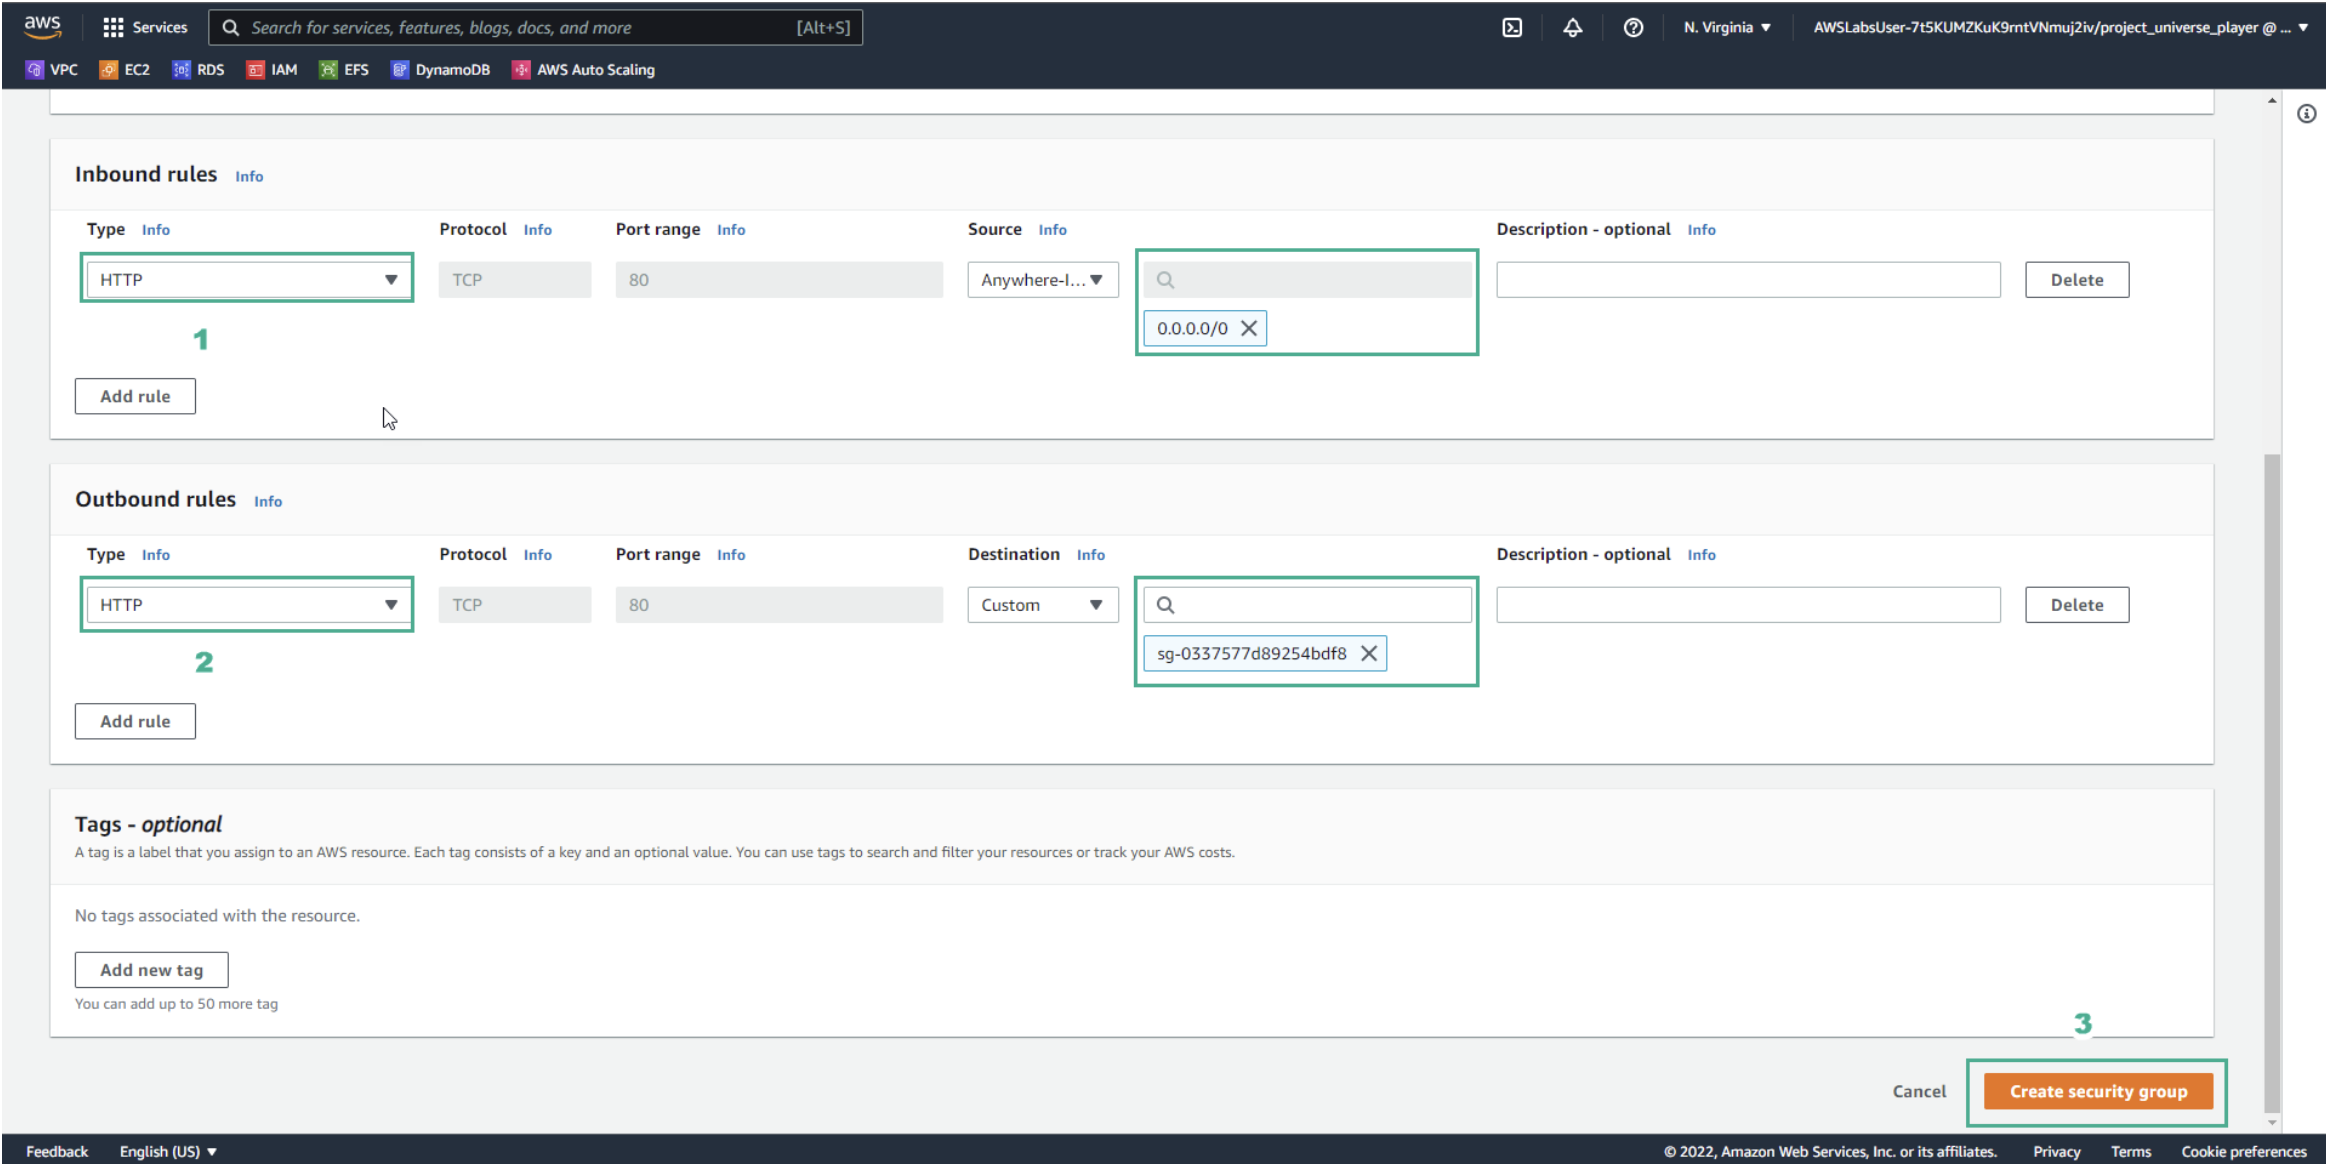 aws Services Search for services, features, blogs, docs, and more [Alt+S] N. Virginia ▼ AWSLabsUser-7t5KUMZKuK9rntVNmuj2iv/project_universe_player @ ... ▼
VPC EC2 RDS IAM EFS DynamoDB AWS Auto Scaling
Inbound rules Info
Type Info Protocol Info Port range Info Source Info Description - optional Info
HTTP TCP 80 Anywhere-I... Delete
0.0.0.0/0
1
Add rule
Outbound rules Info
Type Info Protocol Info Port range Info Destination Info Description - optional Info
HTTP TCP 80 Custom Delete
sg-0337577d89254bdf8
2
Add rule
Tags - optional
A tag is a label that you assign to an AWS resource. Each tag consists of a key and an optional value. You can use tags to search and filter your resources or track your AWS costs.
No tags associated with the resource.
Add new tag
You can add up to 50 more tag
3
Cancel Create security group
Feedback English (US) ▼ © 2022, Amazon Web Services, Inc. or its affiliates. Privacy Terms Cookie preferences